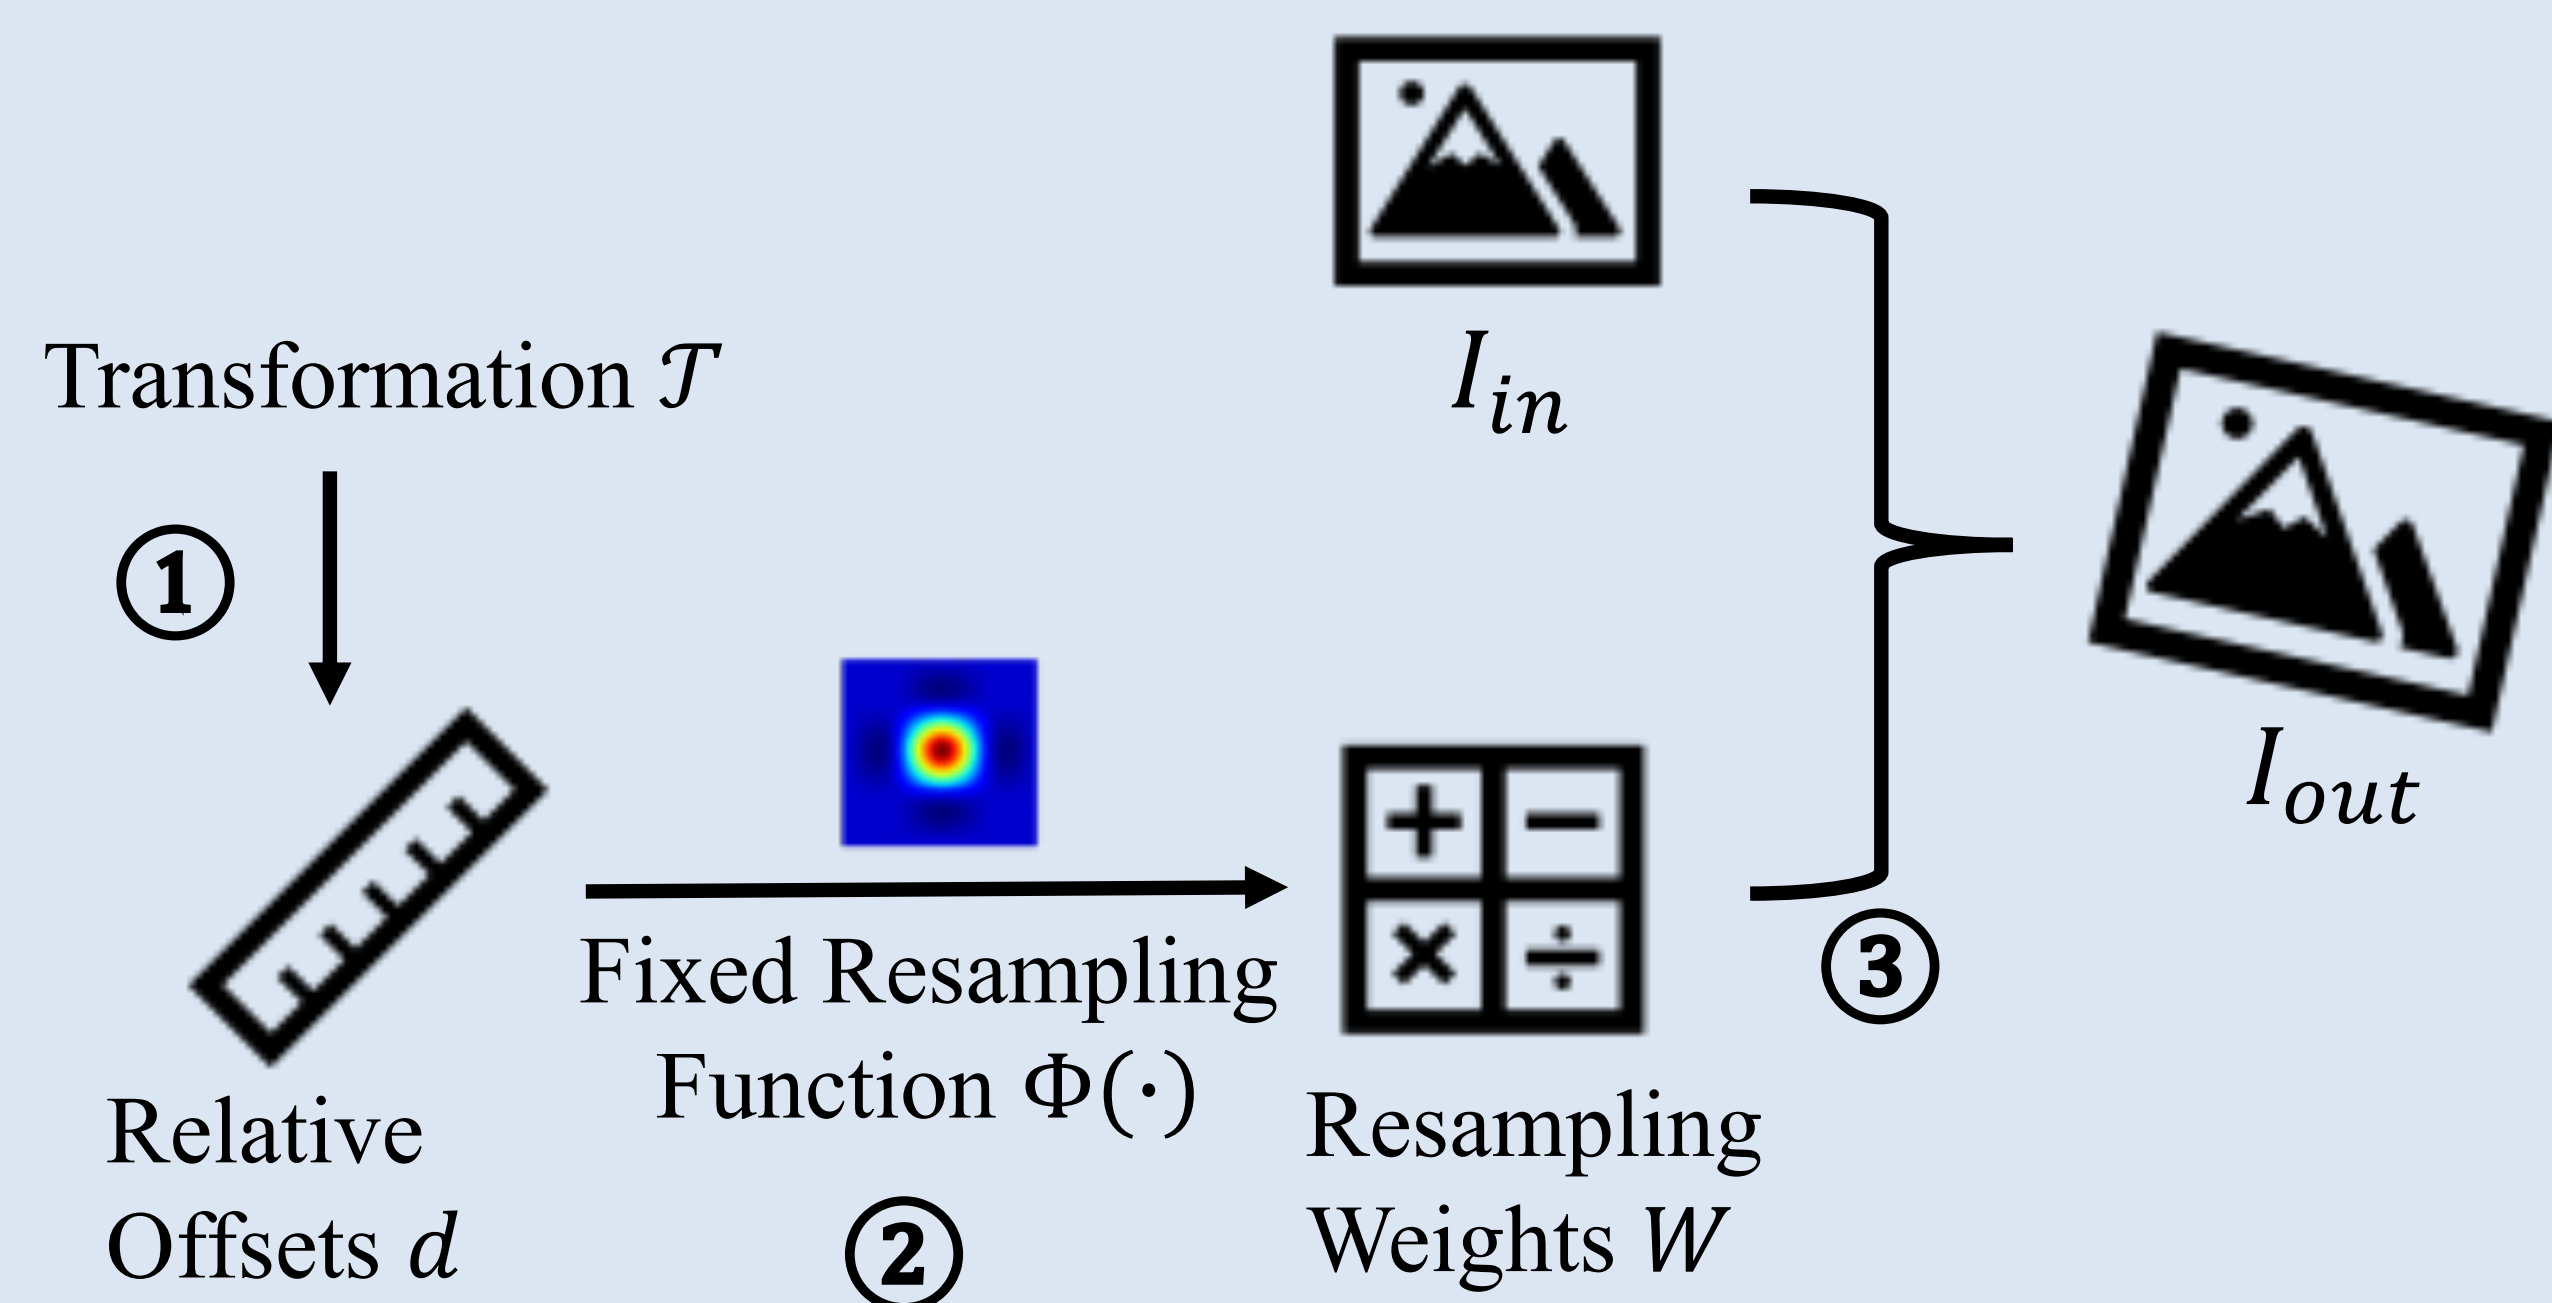 I_in
Transformation 𝒯
①
I_out
Fixed Resampling
Function Φ(·)
②
+ −
× ÷
③
Relative
Offsets d
Resampling
Weights W